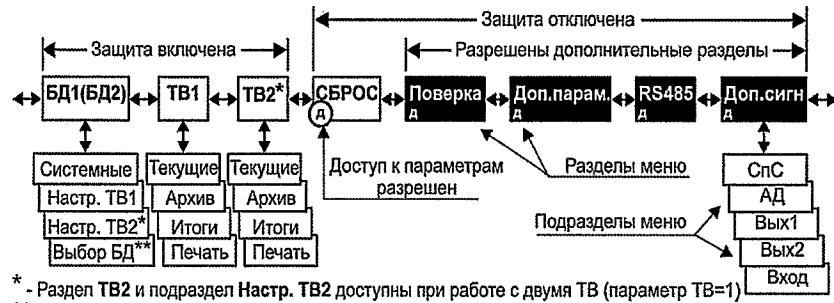 Защита отключена
Защита включена
Разрешены дополнительные разделы
БД1(БД2)
ТВ1
ТВ2*
СБРОС
д
Поверка
д
Доп.парам.
д
RS485
д
Доп.сигн
д
Системные
Настр. ТВ1
Настр. ТВ2*
Выбор БД**
Текущие
Архив
Итоги
Печать
Текущие
Архив
Итоги
Печать
Доступ к параметрам
разрешен
Разделы меню
Подразделы меню
СпС
АД
Вых1
Вых2
Вход
* - Раздел ТВ2 и подраздел Настр. ТВ2 доступны при работе с двумя ТВ (параметр ТВ=1)